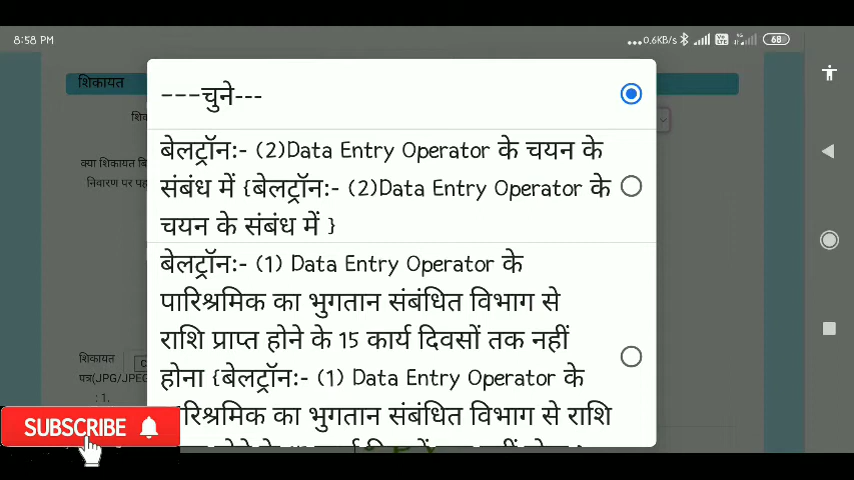 8:58 PM
0.6KB/s
68
शिकायत
शि
---चुने---
बेलट्रॉनः- (2)Data Entry Operator के चयन के
संबंध में {बेलट्रॉनः- (2)Data Entry Operator के
चयन के संबंध में }
क्या शिकायत बि
निवारण पर पह
बेलट्रॉनः- (1) Data Entry Operator के
पारिश्रमिक का भुगतान संबंधित विभाग से
राशि प्राप्त होने के 15 कार्य दिवसों तक नहीं
होना {बेलट्रॉनः- (1) Data Entry Operator के
पारिश्रमिक का भुगतान संबंधित विभाग से राशि
शिकायत
पत्र(JPG/JPEG
: 1.
SUBSCRIBE